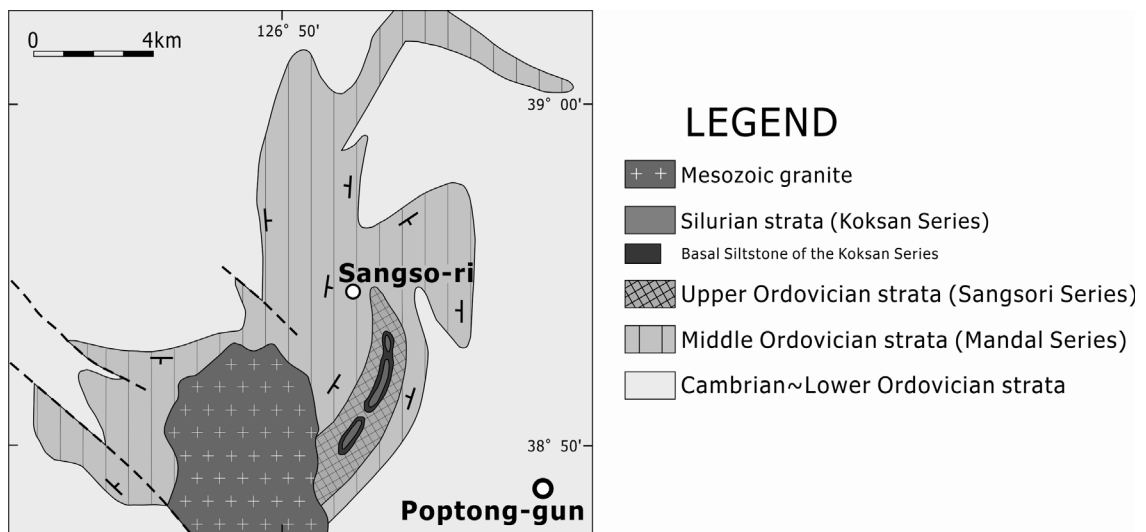 126° 50'
0 4km
39° 00'
Sangso-ri
38° 50'
Poptong-gun
LEGEND
Mesozoic granite
Silurian strata (Koksan Series)
Basal Siltstone of the Koksan Series
Upper Ordovician strata (Sangsori Series)
Middle Ordovician strata (Mandal Series)
Cambrian~Lower Ordovician strata